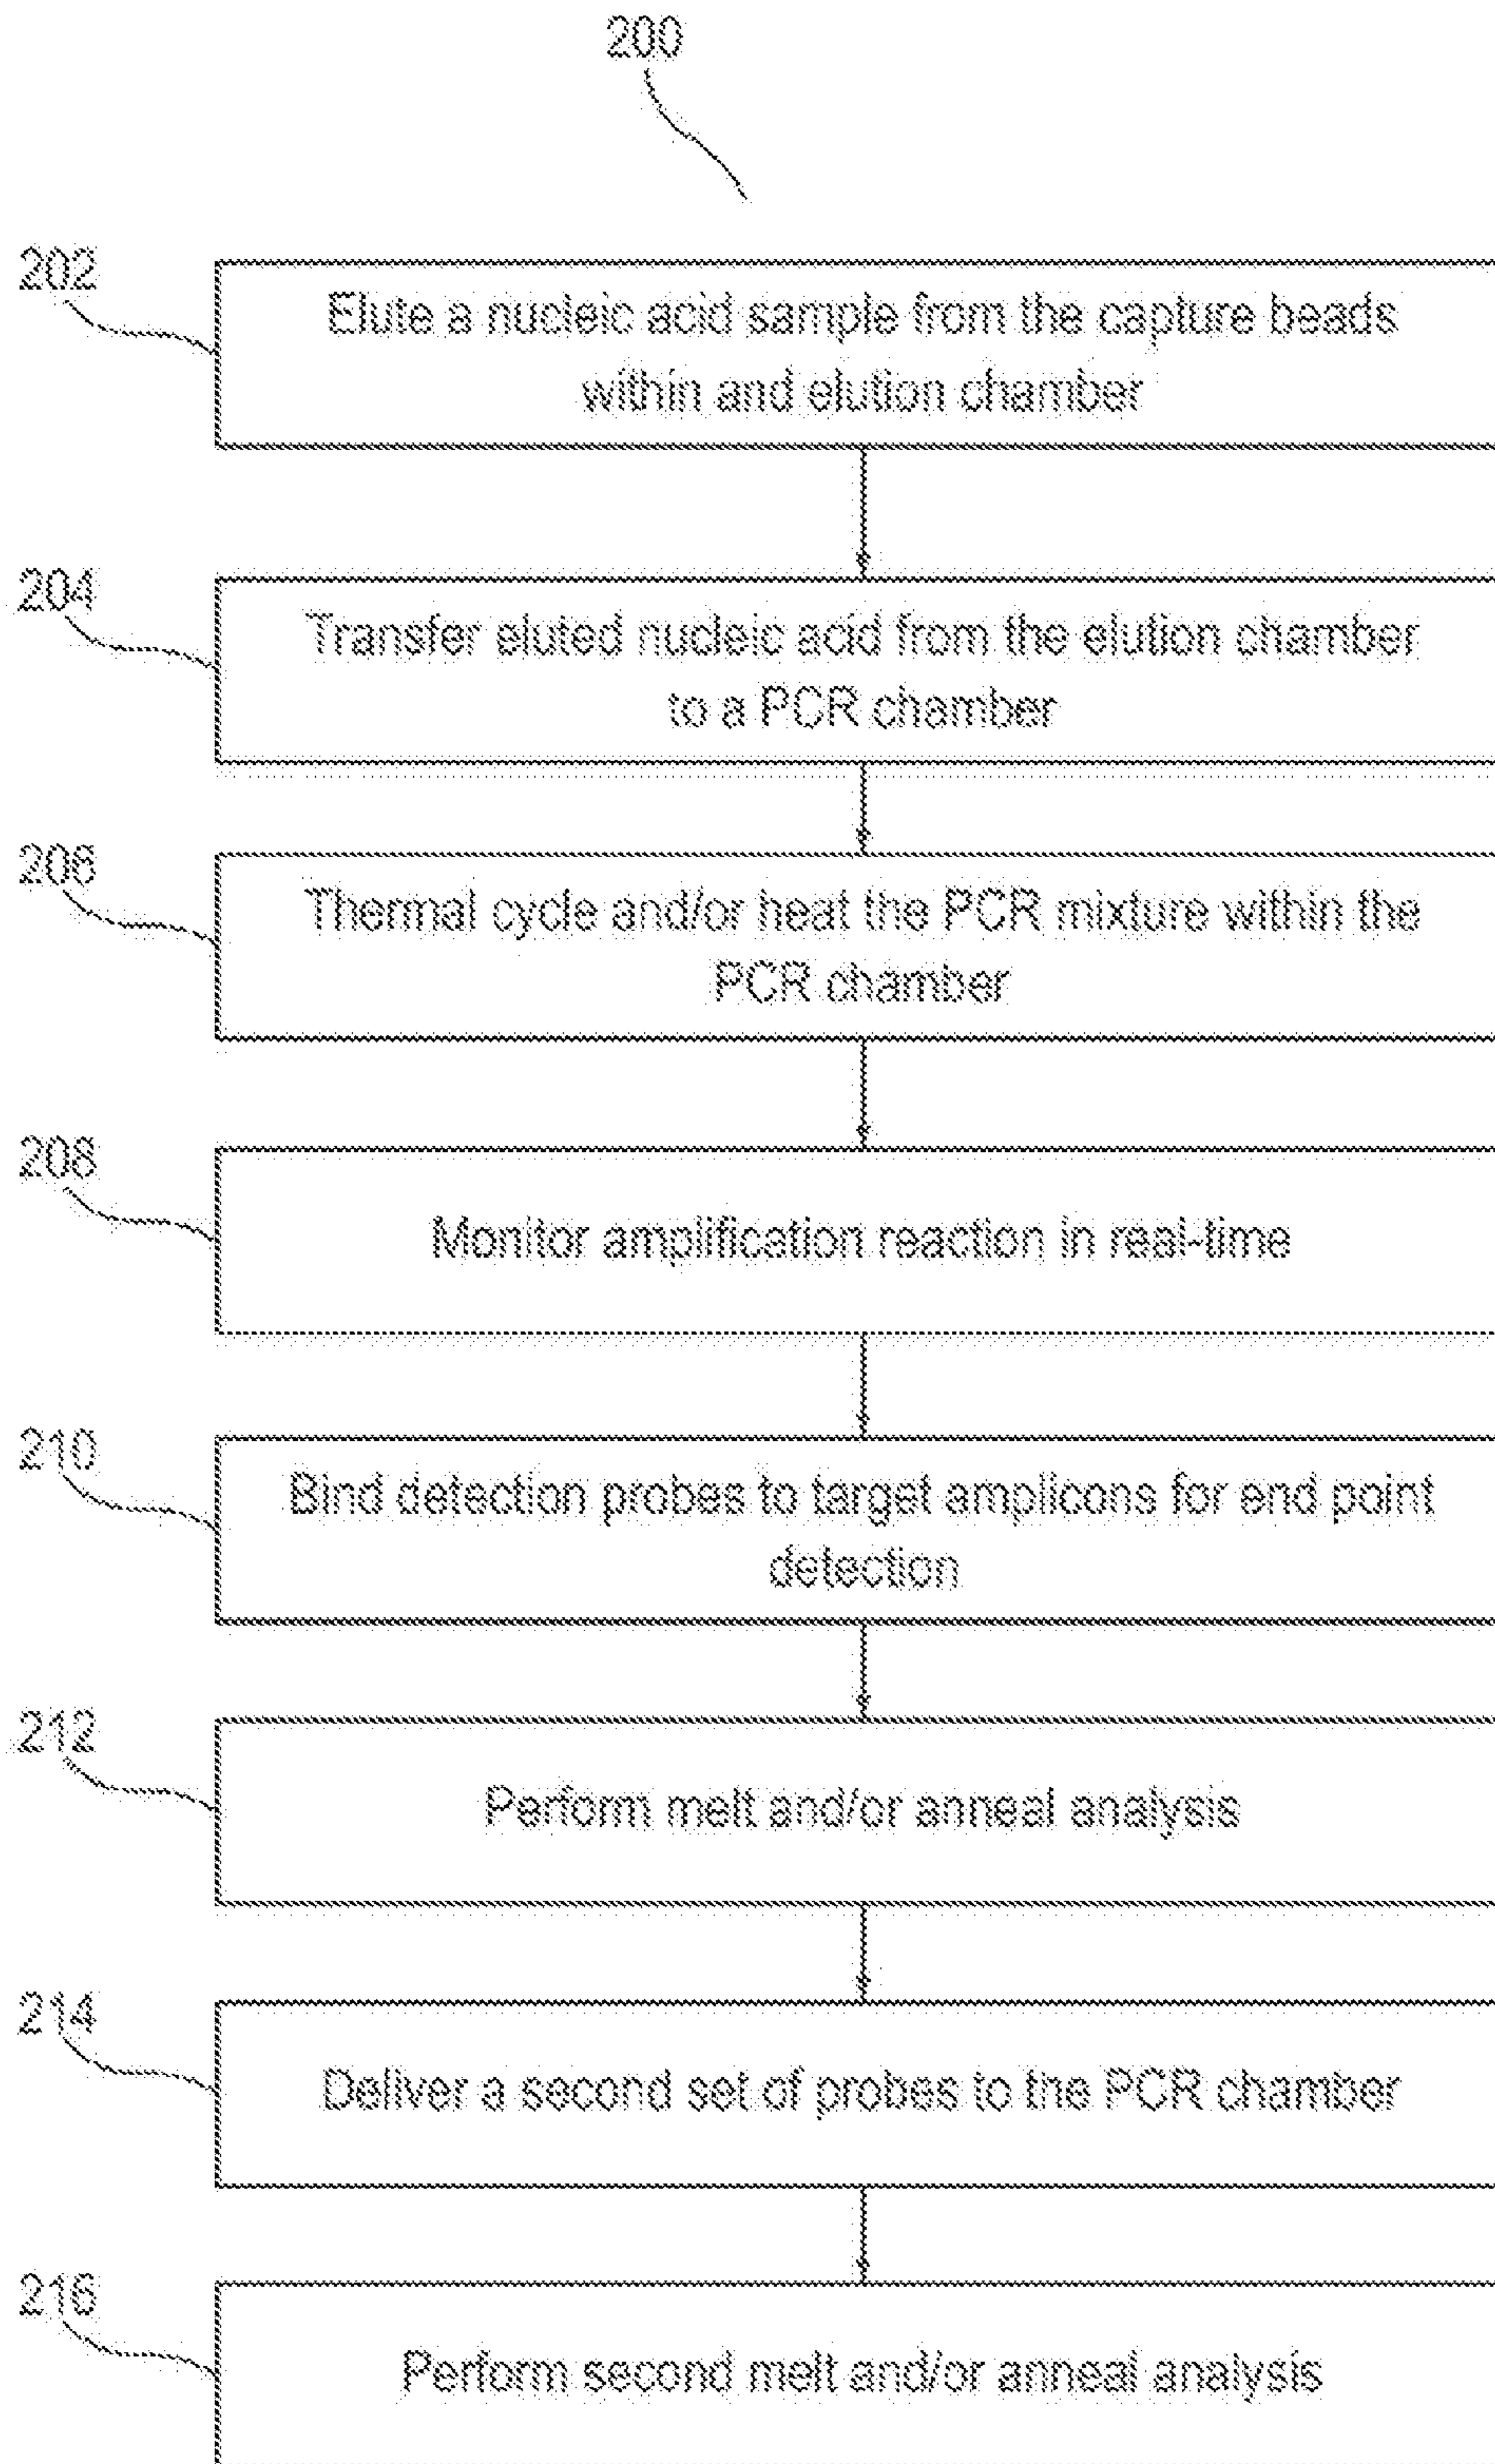 200
202
Elute a nucleic acid sample from the capture beads
within and elution chamber
204
Transfer eluted nucleic acid from the elution chamber
to a PCR chamber
206
Thermal cycle and/or heat the PCR mixture within the
PCR chamber
208
Monitor amplification reaction in real-time
210
Bind detection probes to target amplicons for end point
detection
212
Perform melt and/or anneal analysis
214
Deliver a second set of probes to the PCR chamber
216
Perform second melt and/or anneal analysis